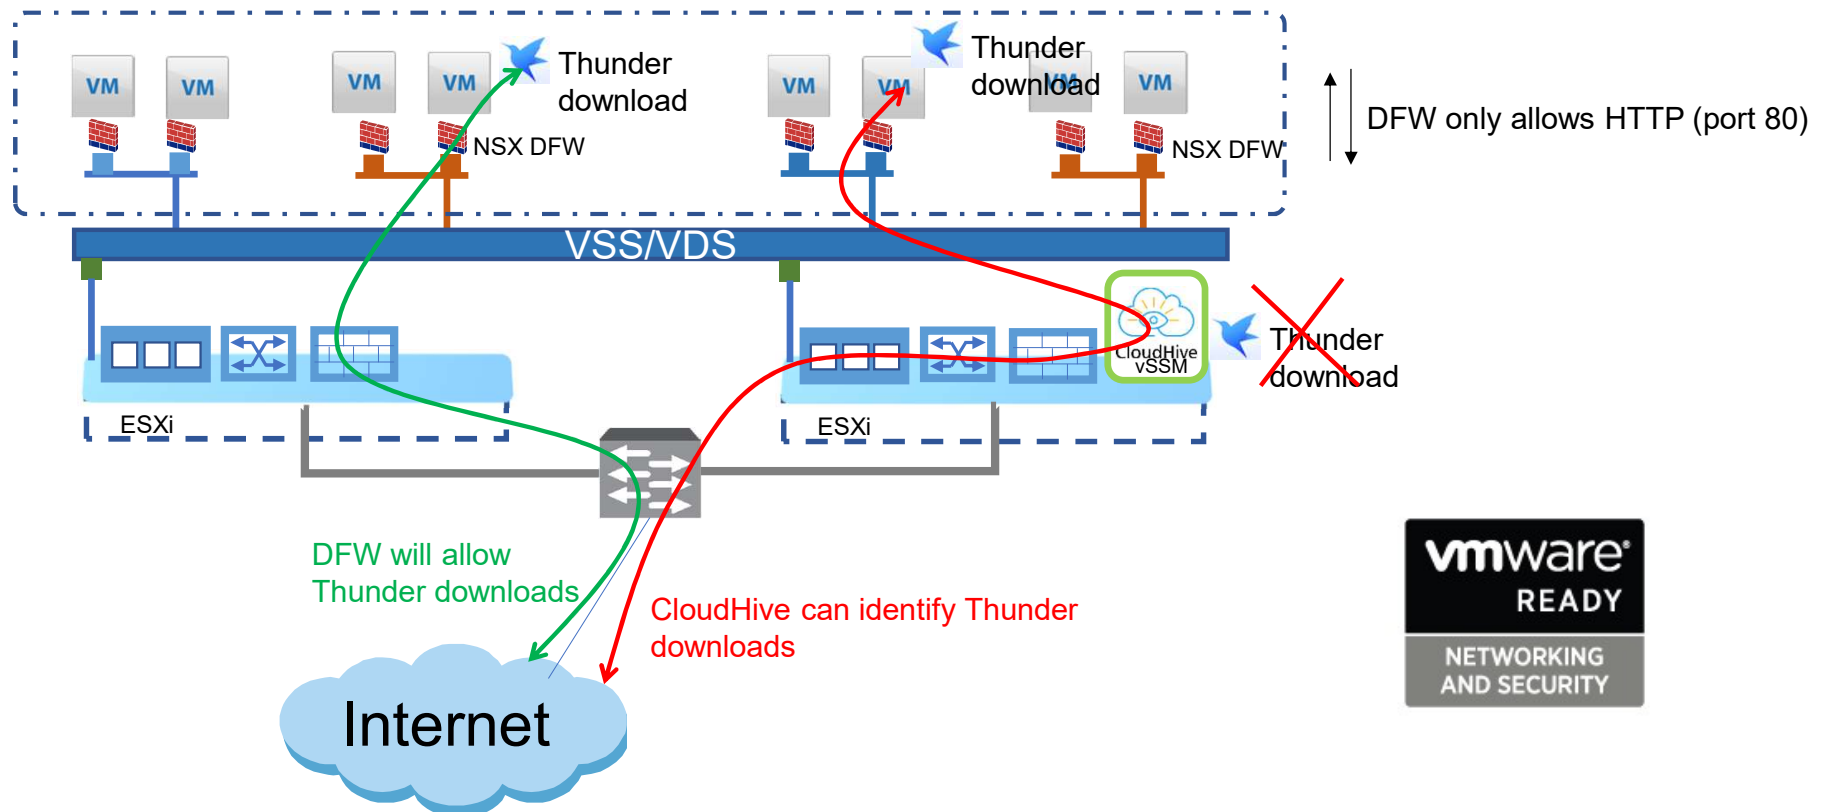 VM
VM
VM
VM
Thunder
download
VM
VM
Thunder
download
VM
VM
NSX DFW
NSX DFW
DFW only allows HTTP (port 80)
VSS/VDS
CloudHive
vSSM
Thunder
download
ESXi
ESXi
DFW will allow
Thunder downloads
CloudHive can identify Thunder
downloads
Internet
vmware®
READY
NETWORKING
AND SECURITY